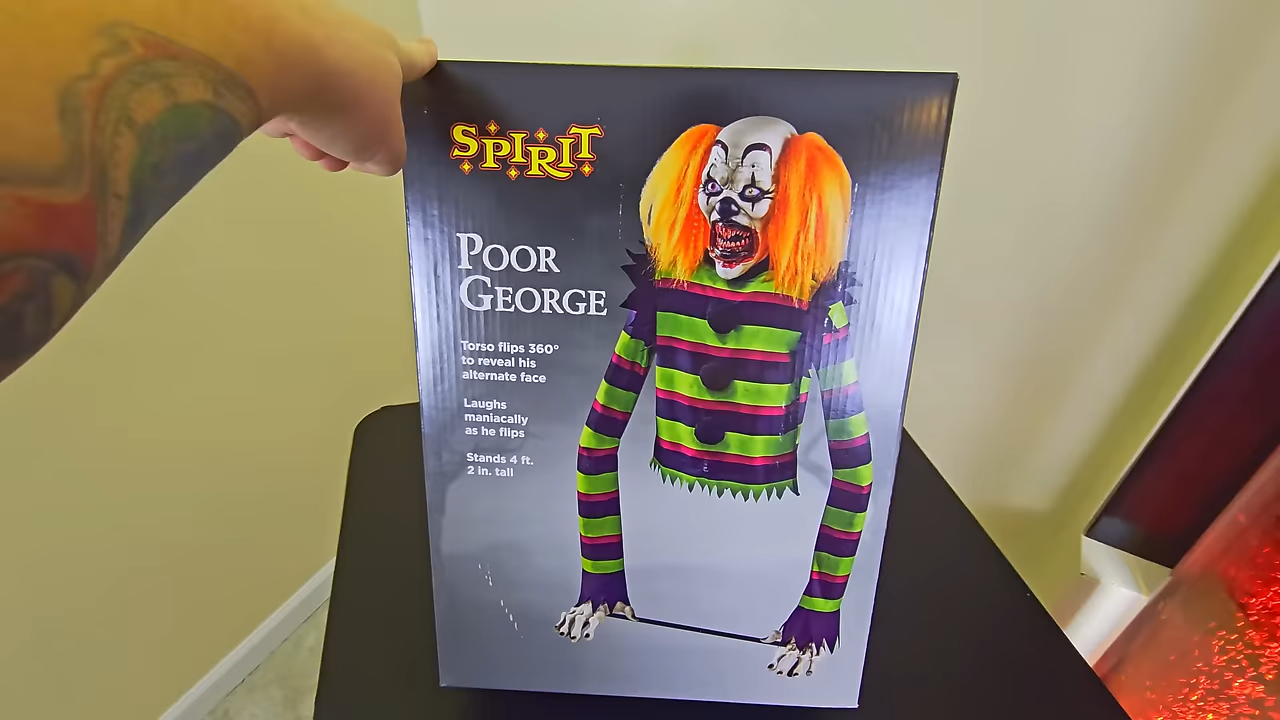 SPIRIT
POOR
GEORGE
Torso flips 360°
to reveal his
alternate face
Laughs
maniacally
as he flips
Stands 4 ft.
2 in. tall